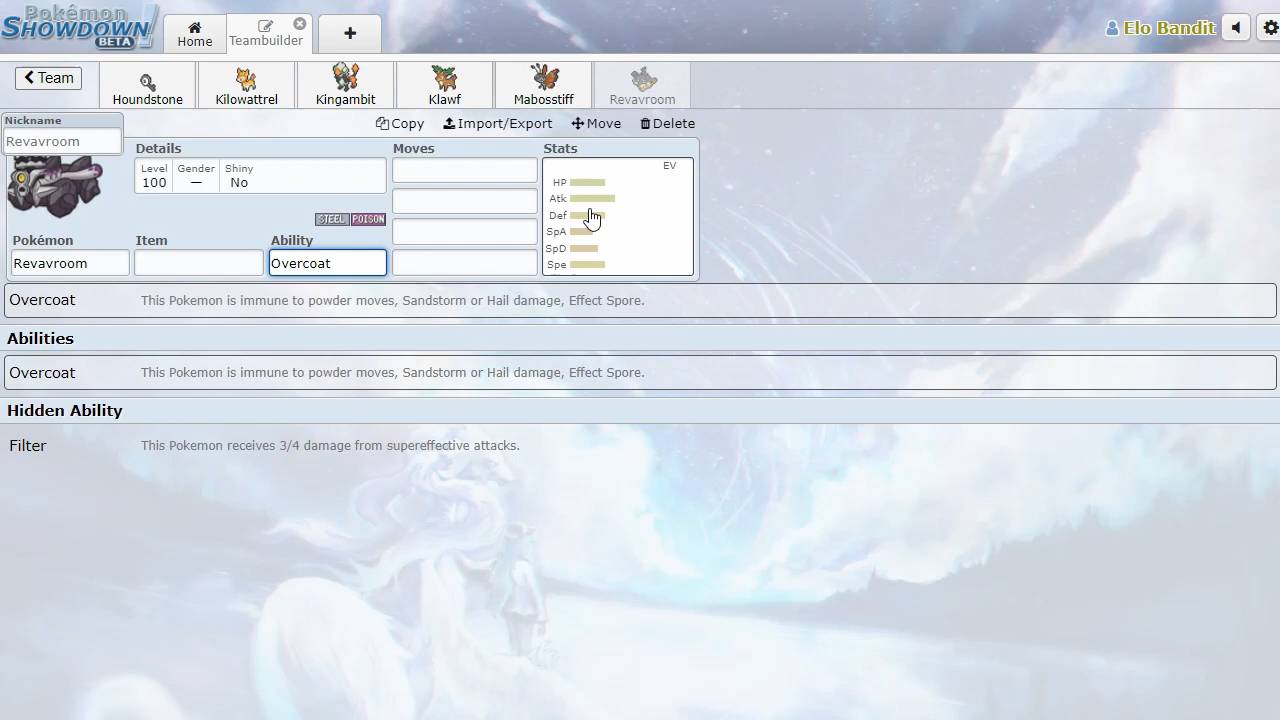 Pokémon
SHOWDOWN!
BETA
Home
Teambuilder
+
Elo Bandit
Team
Houndstone
Kilowattrel
Kingambit
Klawf
Mabosstiff
Revavroom
Nickname
Revavroom
Copy
Import/Export
Move
Delete
Details
Moves
Stats
Level
Gender
Shiny
100
—
No
EV
HP
Atk
Def
SpA
SpD
Spe
STEEL
POISON
Pokémon
Item
Ability
Revavroom
Overcoat
Overcoat
This Pokemon is immune to powder moves, Sandstorm or Hail damage, Effect Spore.
Abilities
Overcoat
This Pokemon is immune to powder moves, Sandstorm or Hail damage, Effect Spore.
Hidden Ability
Filter
This Pokemon receives 3/4 damage from supereffective attacks.